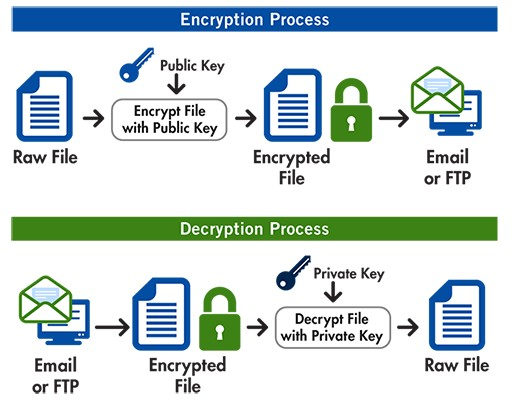 Encryption Process
Public Key
Encrypt File
with Public Key
Raw File
Encrypted
File
Email
or FTP
Decryption Process
Private Key
Decrypt File
with Private Key
Email
or FTP
Encrypted
File
Raw File